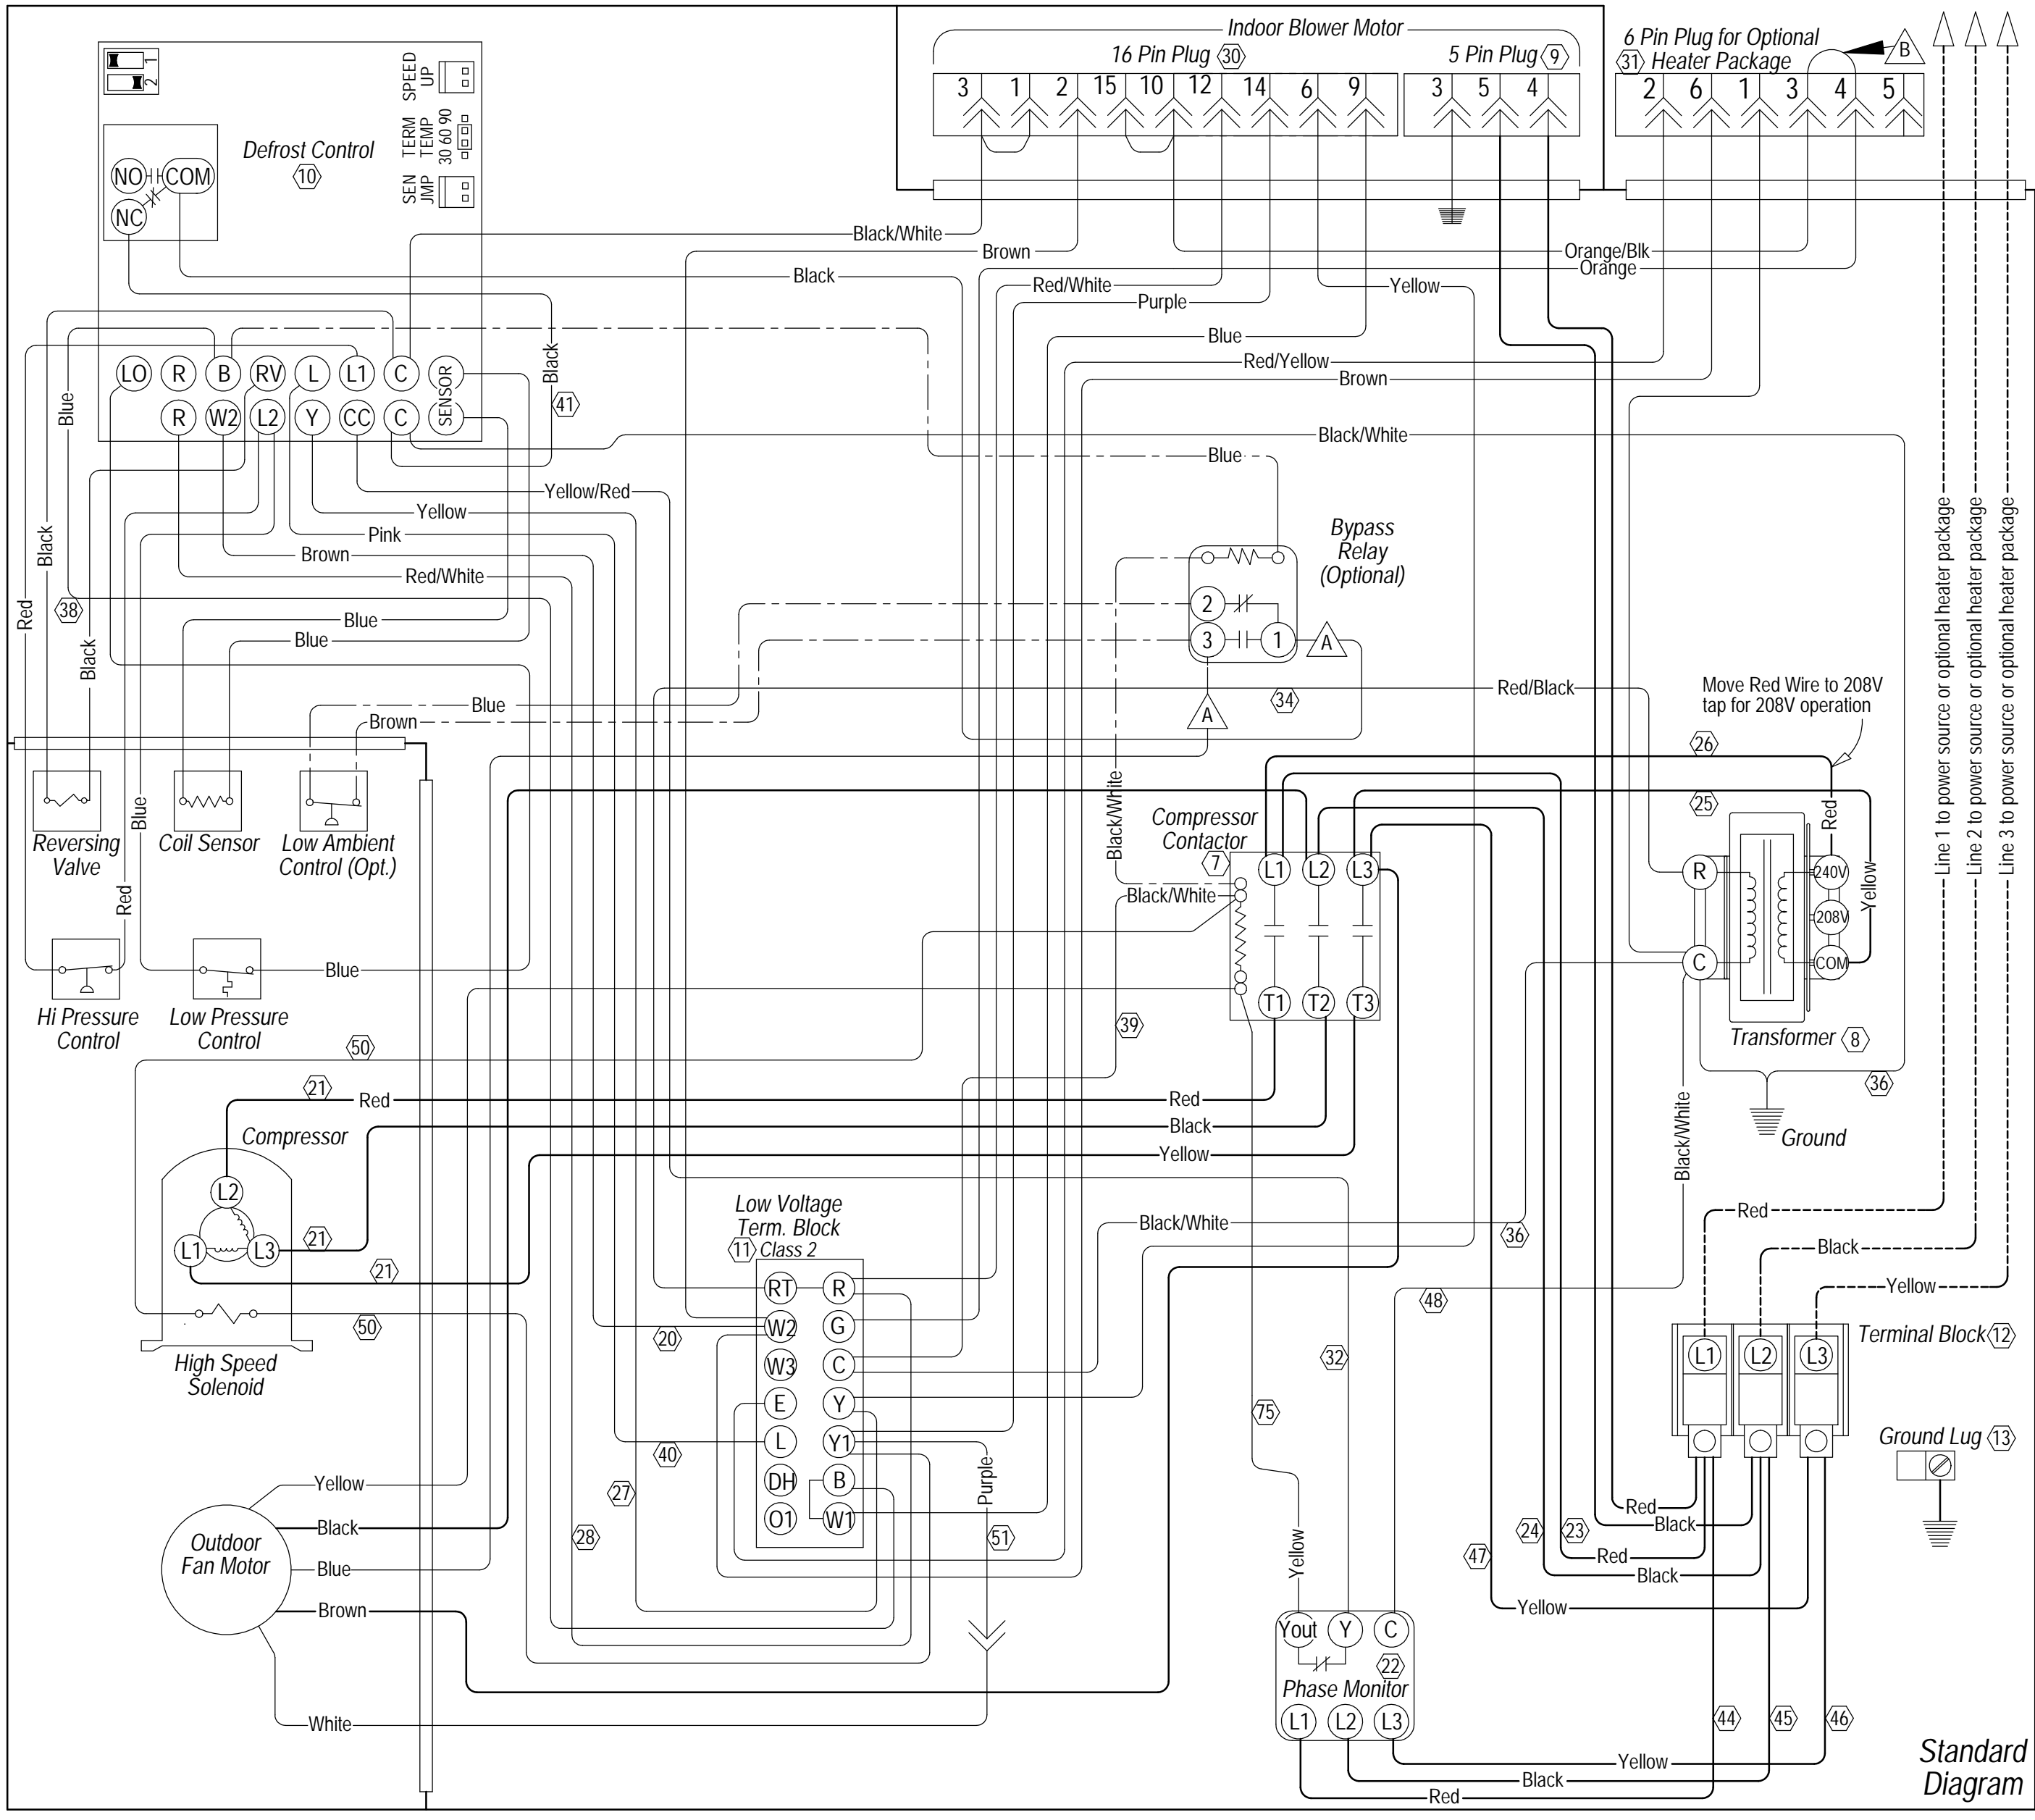 Indoor Blower Motor
16 Pin Plug 30
5 Pin Plug 9
6 Pin Plug for Optional
31 Heater Package
B
3 1 2 15 10 12 14 6 9
3 5 4
2 6 1 3 4 5
1
2
SPEED
UP
TERM
TEMP
30 60 90
SEN
JMP
Defrost Control
10
NO COM
NC
Black/White
Brown
Black
Orange/Blk
Orange
Red/White
Purple
Yellow
Blue
Red/Yellow
Brown
Black/White
Blue
LO R B RV L L1 C SENSOR
R W2 L2 Y CC C
Blue
Black
41
Yellow/Red
Yellow
Pink
Brown
Red/White
Black
Red
38
Blue
Blue
Black
Blue
Brown
Bypass
Relay
(Optional)
2
3 1 A
A
34
Red/Black
Move Red Wire to 208V
tap for 208V operation
26
25
Red
Yellow
Line 1 to power source or optional heater package
Line 2 to power source or optional heater package
Line 3 to power source or optional heater package
Reversing
Valve
Coil Sensor
Low Ambient
Control (Opt.)
Blue
Red
Black/White
Compressor
Contactor
7
L1 L2 L3
Black/White
T1 T2 T3
R
C
240V
208V
COM
Transformer 8
36
Ground
Black/White
Blue
Hi Pressure
Control
Low Pressure
Control
50
39
21
Red
Red
Black
Yellow
Compressor
L2
L1 L3
21
21
50
High Speed
Solenoid
Low Voltage
Term. Block
11 Class 2
RT R
W2 G
W3 C
E Y
L Y1
DH B
O1 W1
Black/White
36
48
20
32
40
27
28
75
Purple
51
Red
Black
Yellow
Terminal Block 12
L1 L2 L3
Ground Lug 13
Yellow
Black
Outdoor
Fan Motor
Blue
Brown
White
Red
Black
24 23
Red
Black
47
Yellow
Yellow
Yout Y C
22
Phase Monitor
L1 L2 L3
44
45
46
Yellow
Black
Red
Standard
Diagram